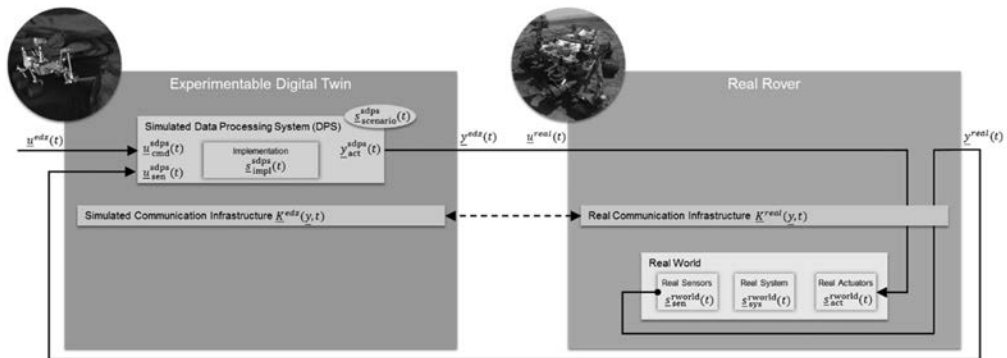 Experimentable Digital Twin
Real Rover
s^sdps_scenario(t)
Simulated Data Processing System (DPS)
u^edz(t)
y^edz(t)
u^real(t)
y^real(t)
u^sdps_cmd(t)
Implementation
y^sdps_act(t)
s^sdps_impl(t)
u^sdps_sen(t)
Simulated Communication Infrastructure K^edz(y,t)
Real Communication Infrastructure K^real(y,t)
Real World
Real Sensors
Real System
Real Actuators
s^rworld_sen(t)
s^rworld_sys(t)
s^rworld_act(t)